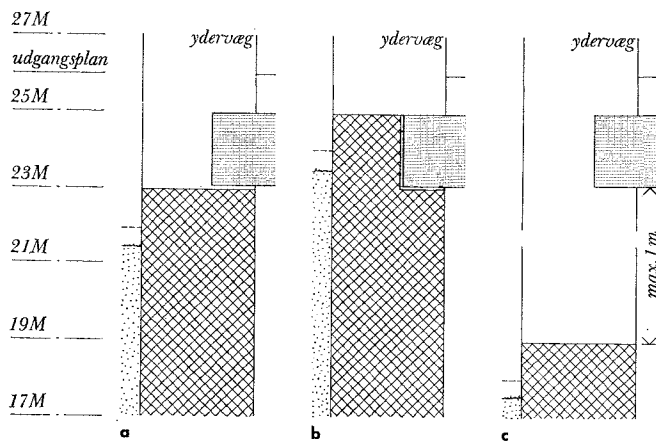 27M
udgangsplan
25M
23M
21M
19M
17M
ydervæg
ydervæg
ydervæg
max. 1 m
a
b
c